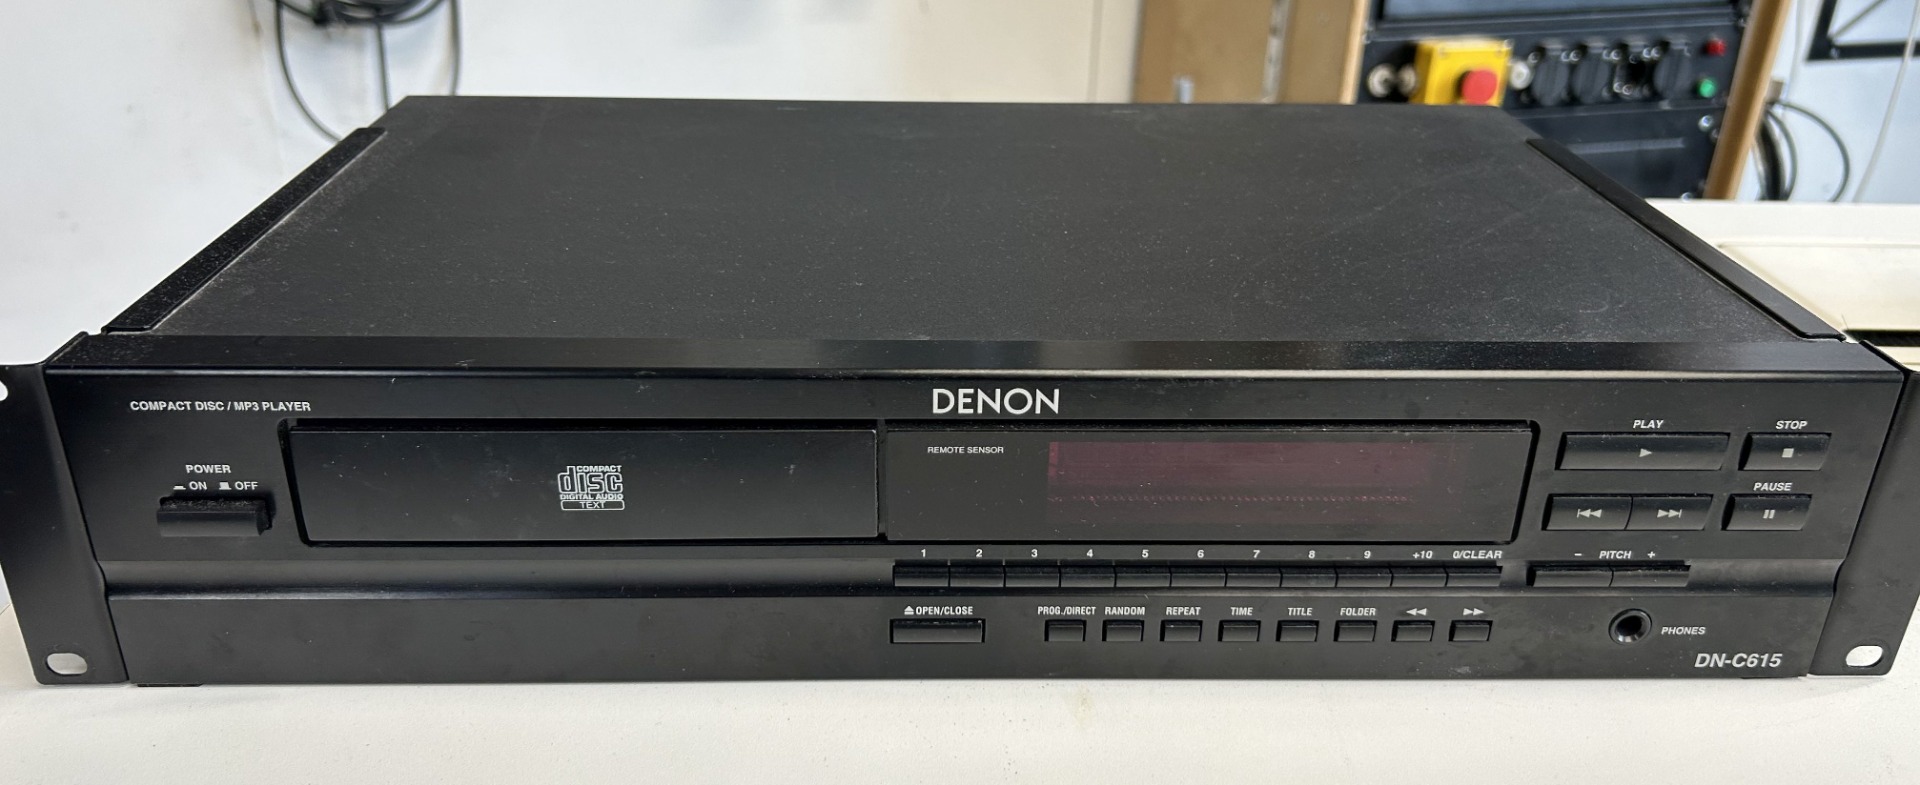 DENON
COMPACT DISC / MP3 PLAYER
PLAY STOP
REMOTE SENSOR
POWER
ON OFF
COMPACT
disc
DIGITAL AUDIO
TEXT
PAUSE
1 2 3 4 5 6 7 8 9 +10 0/CLEAR
- PITCH +
OPEN/CLOSE PROG./DIRECT RANDOM REPEAT TIME TITLE FOLDER
PHONES
DN-C615